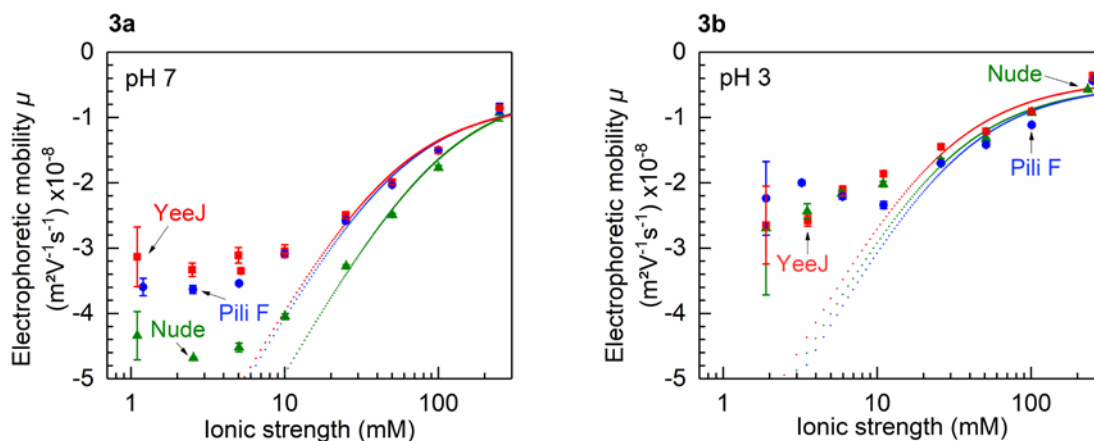 3a
pH 7
Electrophoretic mobility μ
(m²V⁻¹s⁻¹) x10⁻⁸
0
-1
-2
-3
-4
-5
YeeJ
Pili F
Nude
1
10
100
Ionic strength (mM)
3b
pH 3
Electrophoretic mobility μ
(m²V⁻¹s⁻¹) x10⁻⁸
0
-1
-2
-3
-4
-5
Nude
Pili F
YeeJ
1
10
100
Ionic strength (mM)